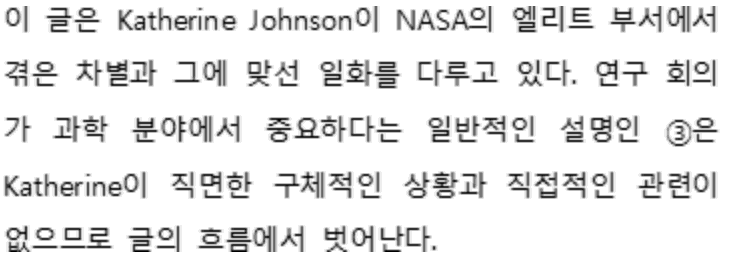 이 글은 Katherine Johnson이 NASA의 엘리트 부서에서
겪은 차별과 그에 맞선 일화를 다루고 있다. 연구 회의
가 과학 분야에서 중요하다는 일반적인 설명인 ③은
Katherine이 직면한 구체적인 상황과 직접적인 관련이
없으므로 글의 흐름에서 벗어난다.